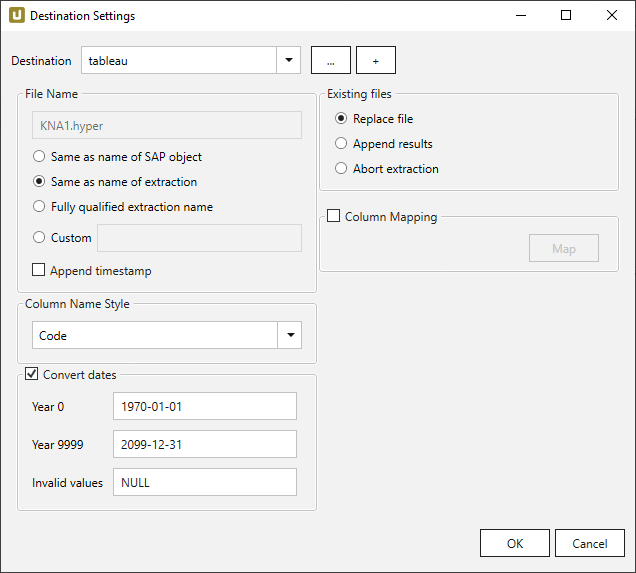 Destination Settings
Destination
tableau
...
+
File Name
KNA1.hyper
Same as name of SAP object
Same as name of extraction
Fully qualified extraction name
Custom
Append timestamp
Existing files
Replace file
Append results
Abort extraction
Column Mapping
Map
Column Name Style
Code
Convert dates
Year 0
1970-01-01
Year 9999
2099-12-31
Invalid values
NULL
OK
Cancel